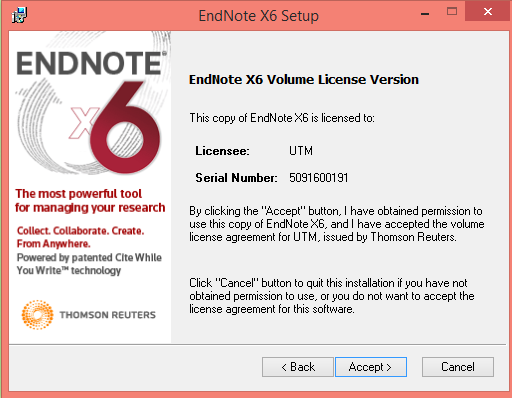 EndNote X6 Setup
ENDNOTE®
X6
The most powerful tool
for managing your research
Collect. Collaborate. Create.
From Anywhere.
Powered by patented Cite While
You Write™ technology
THOMSON REUTERS
EndNote X6 Volume License Version
This copy of EndNote X6 is licensed to:
Licensee: UTM
Serial Number: 5091600191
By clicking the "Accept" button, I have obtained permission to
use this copy of EndNote X6, and I have accepted the volume
license agreement for UTM, issued by Thomson Reuters.
Click "Cancel" button to quit this installation if you have not
obtained permission to use, or you do not want to accept the
license agreement for this software.
< Back Accept > Cancel